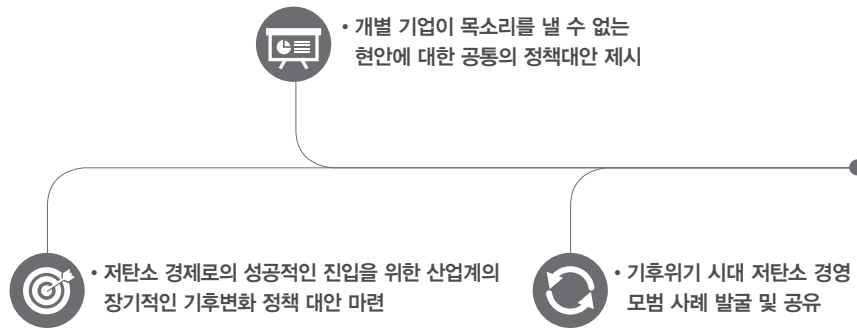 • 개별 기업이 목소리를 낼 수 없는
현안에 대한 공통의 정책대안 제시
• 저탄소 경제로의 성공적인 진입을 위한 산업계의
장기적인 기후변화 정책 대안 마련
• 기후위기 시대 저탄소 경영
모범 사례 발굴 및 공유